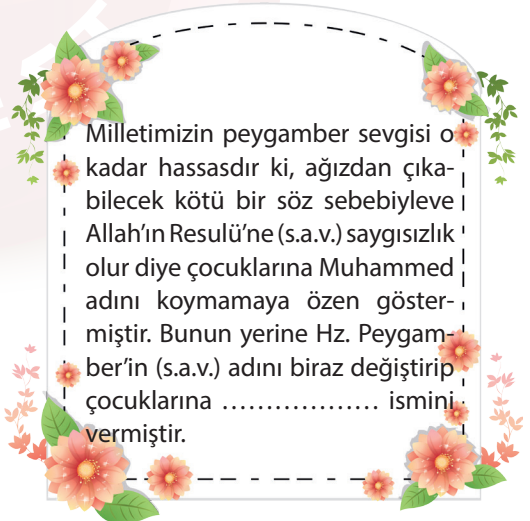 Milletimizin peygamber sevgisi o
kadar hassasdır ki, ağızdan çıka-
bilecek kötü bir söz sebebiyleve
Allah’ın Resulü’ne (s.a.v.) saygısızlık
olur diye çocuklarına Muhammed
adını koymamaya özen göster-
miştir. Bunun yerine Hz. Peygam-
ber’in (s.a.v.) adını biraz değiştirip
çocuklarına .................. ismini
vermiştir.